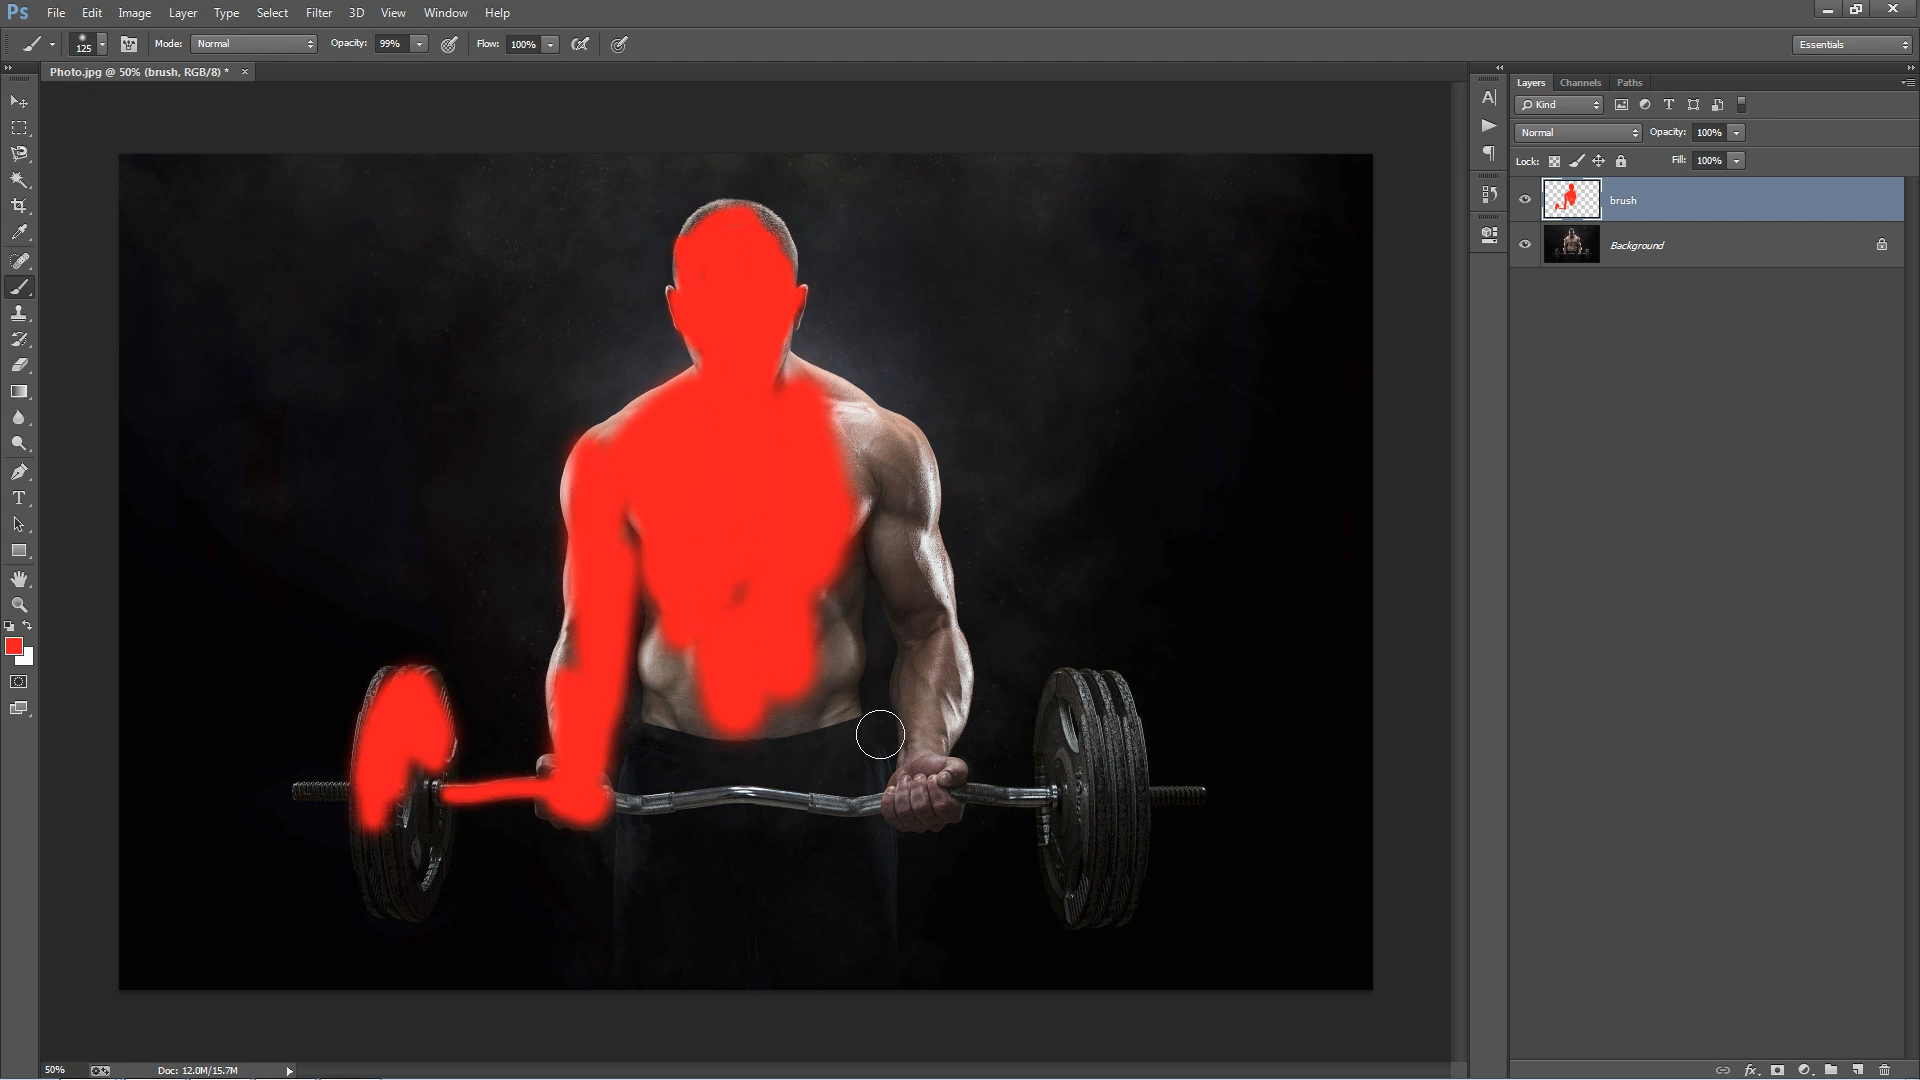 Ps File Edit Image Layer Type Select Filter 3D View Window Help
125 Mode: Normal Opacity: 99% Flow: 100% Essentials
Photo.jpg @ 50% (brush, RGB/8) * ×
Layers Channels Paths
Kind
Normal Opacity: 100%
Lock: Fill: 100%
brush
Background
50% Doc: 12.0M/15.7M
fx